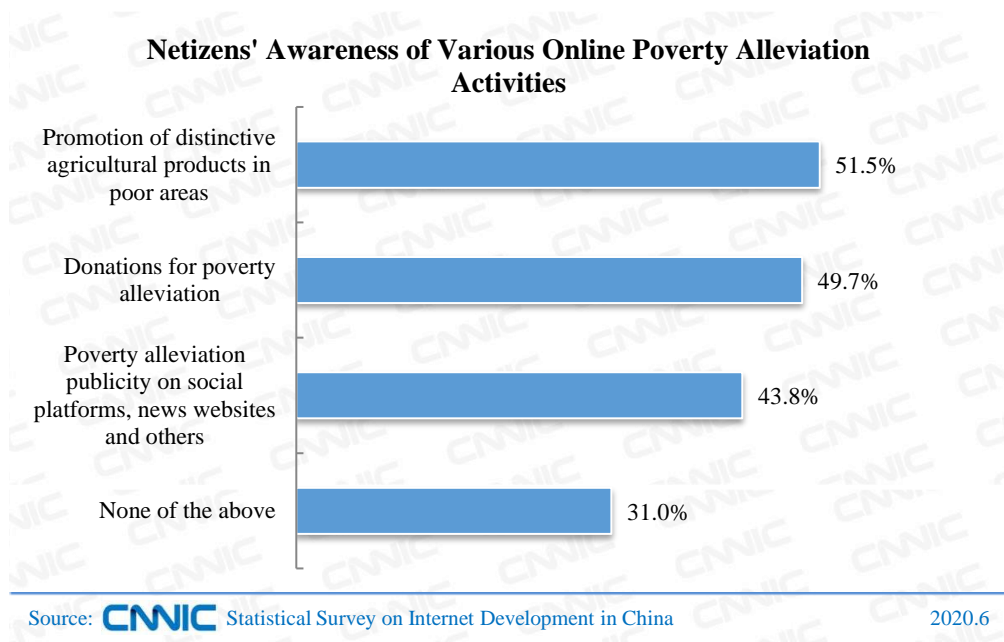 Netizens' Awareness of Various Online Poverty Alleviation
Activities
Promotion of distinctive
agricultural products in
poor areas
51.5%
Donations for poverty
alleviation
49.7%
Poverty alleviation
publicity on social
platforms, news websites
and others
43.8%
None of the above
31.0%
Source: CNNIC Statistical Survey on Internet Development in China 2020.6